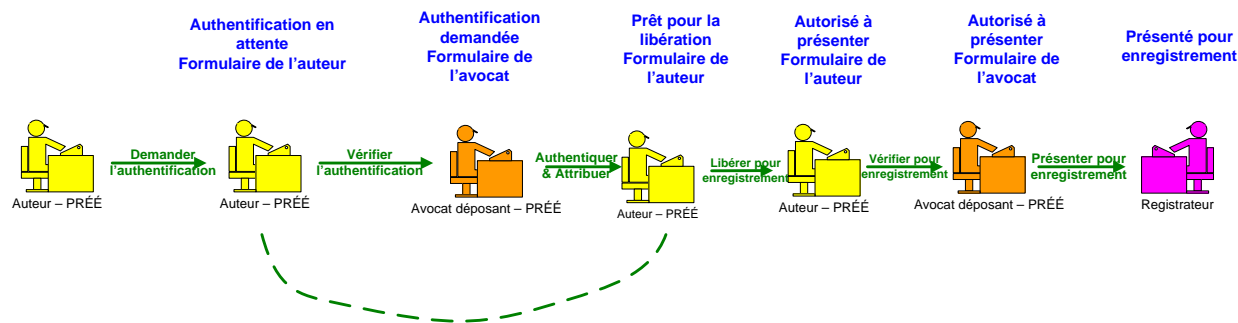 Authentification en
attente
Formulaire de l'auteur
Authentification
demandée
Formulaire de
l'avocat
Prêt pour la
libération
Formulaire de
l'auteur
Autorisé à
présenter
Formulaire de
l'auteur
Autorisé à
présenter
Formulaire de
l'avocat
Présenté pour
enregistrement
Demander
l'authentification
Vérifier
l'authentification
Authentiquer
& Attribuer
Libérer pour
enregistrement
Vérifier pour
enregistrement
Présenter pour
enregistrement
Auteur – PRÉÉ
Auteur – PRÉÉ
Avocat déposant – PRÉÉ
Auteur – PRÉÉ
Auteur – PRÉÉ
Avocat déposant – PRÉÉ
Registrateur